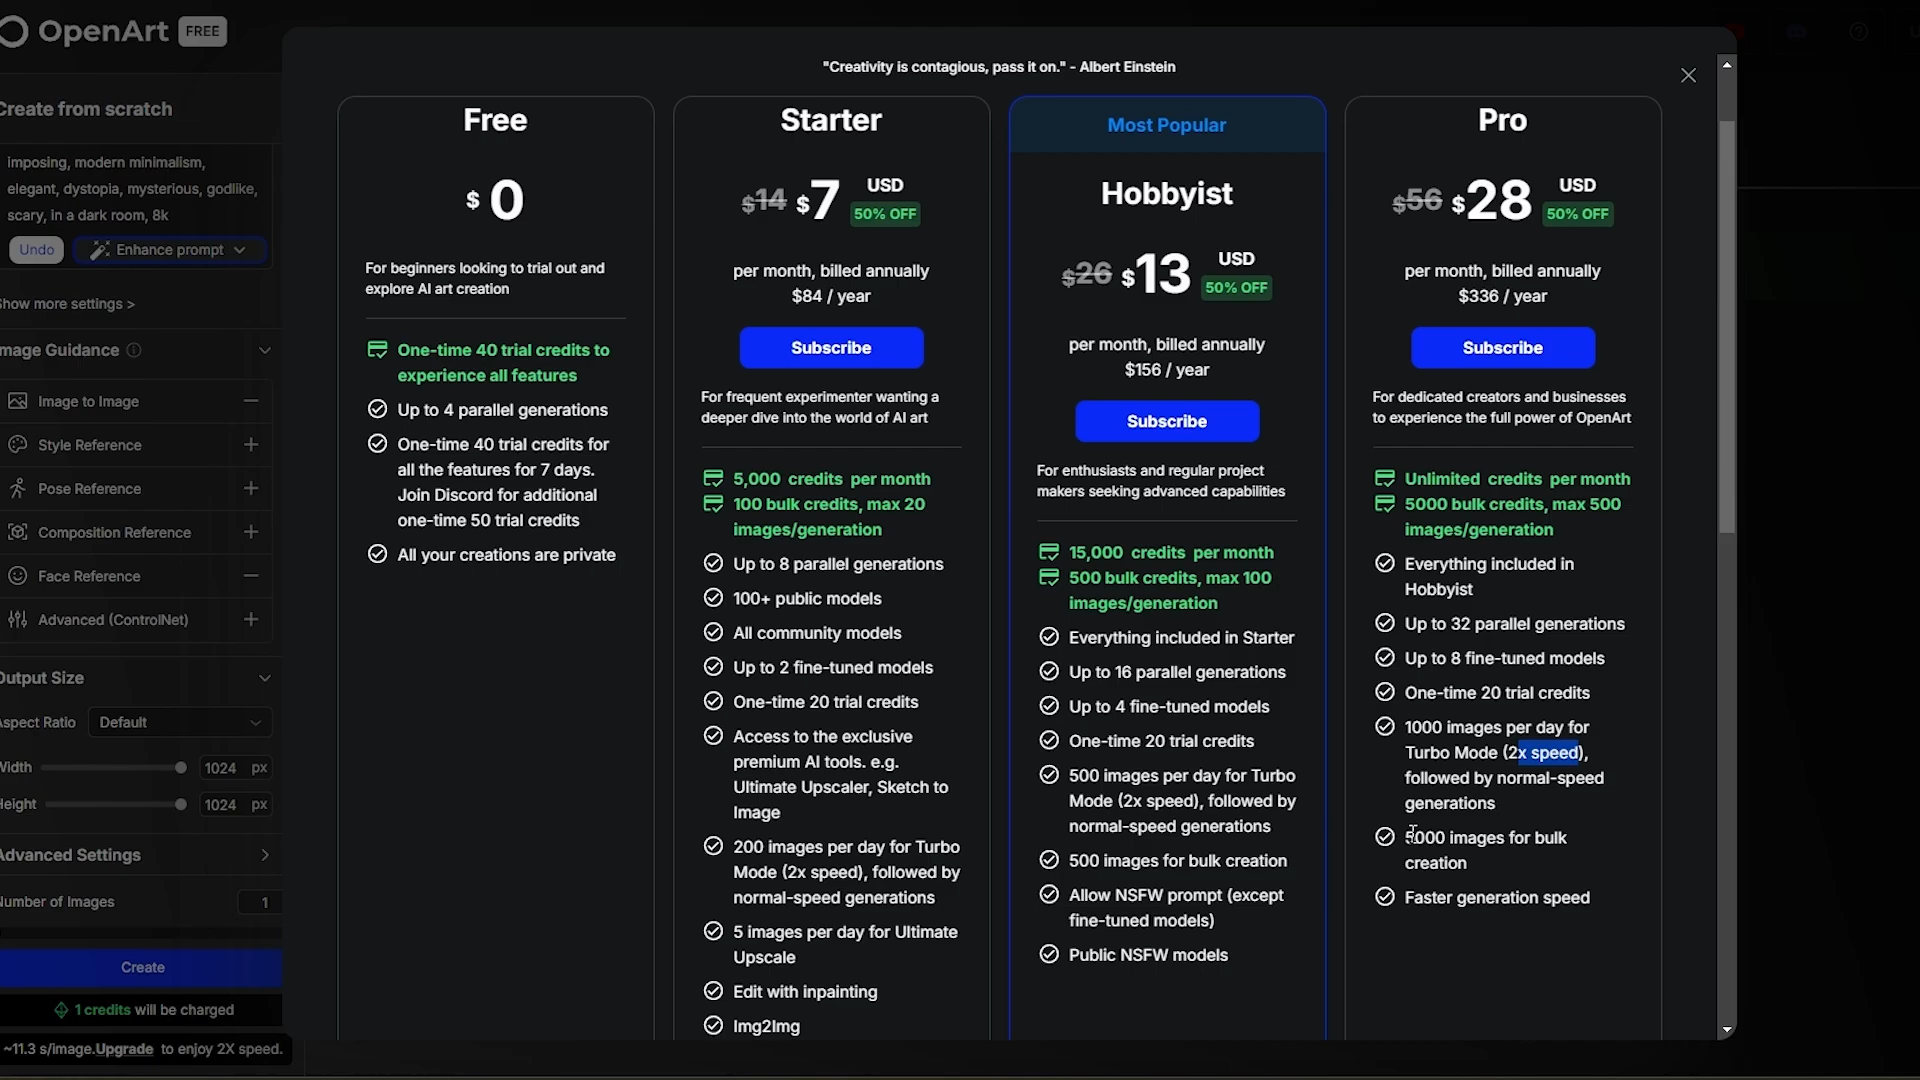 OpenArt FREE
"Creativity is contagious, pass it on." - Albert Einstein
Create from scratch
imposing, modern minimalism,
elegant, dystopia, mysterious, godlike,
scary, in a dark room, 8k
Undo
Enhance prompt
Show more settings >
Image Guidance
Image to Image
Style Reference
Pose Reference
Composition Reference
Face Reference
Advanced (ControlNet)
Output Size
Aspect Ratio Default
Width 1024 px
Height 1024 px
Advanced Settings
Number of Images 1
Create
1 credits will be charged
~11.3 s/image. Upgrade to enjoy 2X speed.
Free
$ 0
For beginners looking to trial out and
explore AI art creation
One-time 40 trial credits to
experience all features
Up to 4 parallel generations
One-time 40 trial credits for
all the features for 7 days.
Join Discord for additional
one-time 50 trial credits
All your creations are private
Starter
$14 $7 USD
50% OFF
per month, billed annually
$84 / year
Subscribe
For frequent experimenter wanting a
deeper dive into the world of AI art
5,000 credits per month
100 bulk credits, max 20
images/generation
Up to 8 parallel generations
100+ public models
All community models
Up to 2 fine-tuned models
One-time 20 trial credits
Access to the exclusive
premium AI tools. e.g.
Ultimate Upscaler, Sketch to
Image
200 images per day for Turbo
Mode (2x speed), followed by
normal-speed generations
5 images per day for Ultimate
Upscale
Edit with inpainting
Img2Img
Most Popular
Hobbyist
$26 $13 USD
50% OFF
per month, billed annually
$156 / year
Subscribe
For enthusiasts and regular project
makers seeking advanced capabilities
15,000 credits per month
500 bulk credits, max 100
images/generation
Everything included in Starter
Up to 16 parallel generations
Up to 4 fine-tuned models
One-time 20 trial credits
500 images per day for Turbo
Mode (2x speed), followed by
normal-speed generations
500 images for bulk creation
Allow NSFW prompt (except
fine-tuned models)
Public NSFW models
Pro
$56 $28 USD
50% OFF
per month, billed annually
$336 / year
Subscribe
For dedicated creators and businesses
to experience the full power of OpenArt
Unlimited credits per month
5000 bulk credits, max 500
images/generation
Everything included in
Hobbyist
Up to 32 parallel generations
Up to 8 fine-tuned models
One-time 20 trial credits
1000 images per day for
Turbo Mode (2x speed),
followed by normal-speed
generations
5000 images for bulk
creation
Faster generation speed